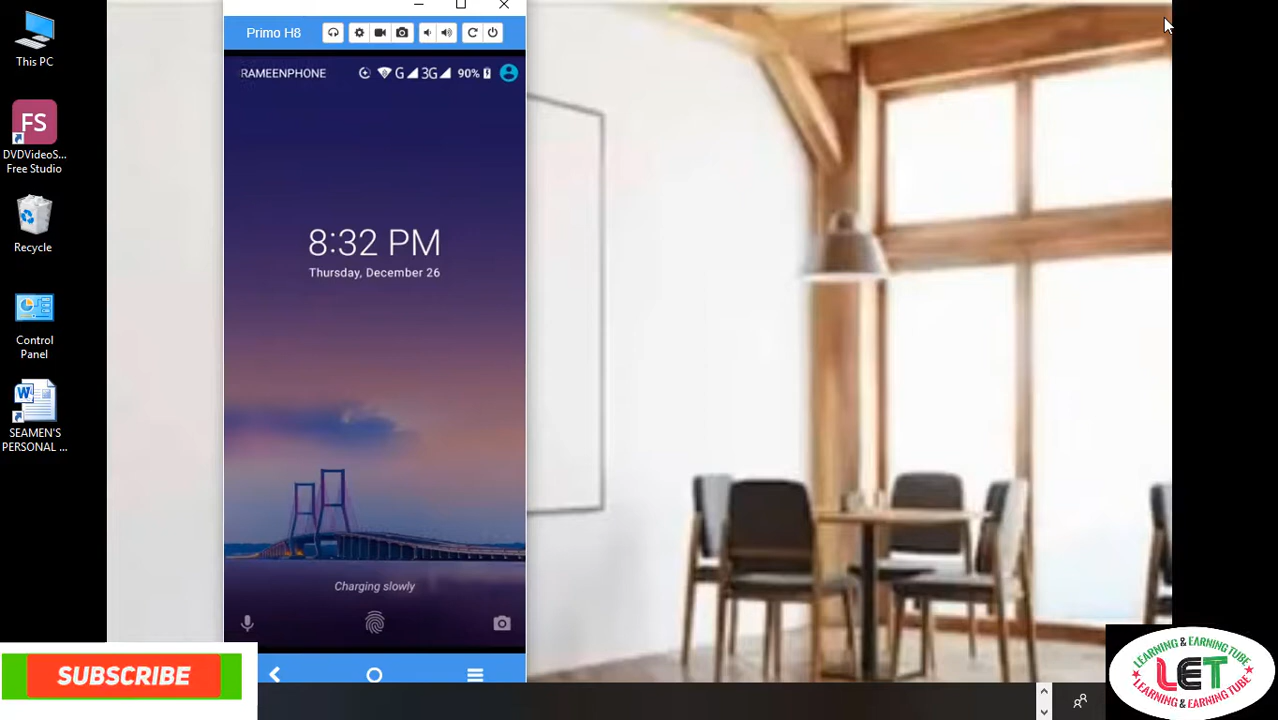 This PC
Primo H8
RAMEENPHONE
G
3G
90%
FS
DVDVideoS...
Free Studio
Recycle
8:32 PM
Thursday, December 26
Control
Panel
W
SEAMEN'S
PERSONAL ...
Charging slowly
SUBSCRIBE
LEARNING & EARNING TUBE
LET
LEARNING & EARNING TUBE